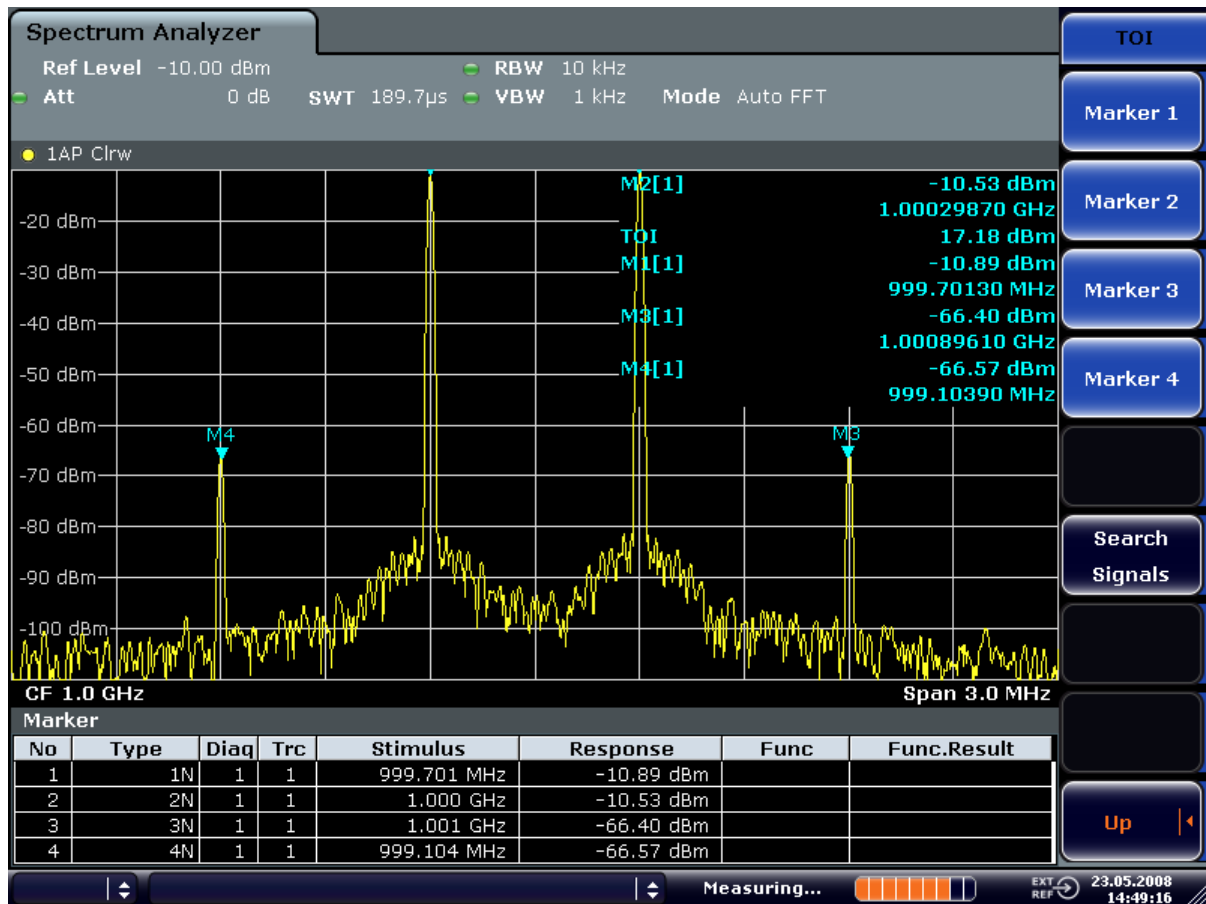 Spectrum Analyzer
Ref Level -10.00 dBm RBW 10 kHz
Att 0 dB SWT 189.7µs VBW 1 kHz Mode Auto FFT
1AP Clrw
M2[1] -10.53 dBm
1.00029870 GHz
-20 dBm
TOI 17.18 dBm
M1[1] -10.89 dBm
-30 dBm
999.70130 MHz
M3[1] -66.40 dBm
-40 dBm
1.00089610 GHz
M4[1] -66.57 dBm
-50 dBm
999.10390 MHz
-60 dBm
M4 M3
-70 dBm
-80 dBm
-90 dBm
-100 dBm
CF 1.0 GHz Span 3.0 MHz
Marker
No Type Diaq Trc Stimulus Response Func Func.Result
1 1N 1 1 999.701 MHz -10.89 dBm
2 2N 1 1 1.000 GHz -10.53 dBm
3 3N 1 1 1.001 GHz -66.40 dBm
4 4N 1 1 999.104 MHz -66.57 dBm
TOI
Marker 1
Marker 2
Marker 3
Marker 4
Search
Signals
Up
Measuring...
EXT
REF
23.05.2008
14:49:16